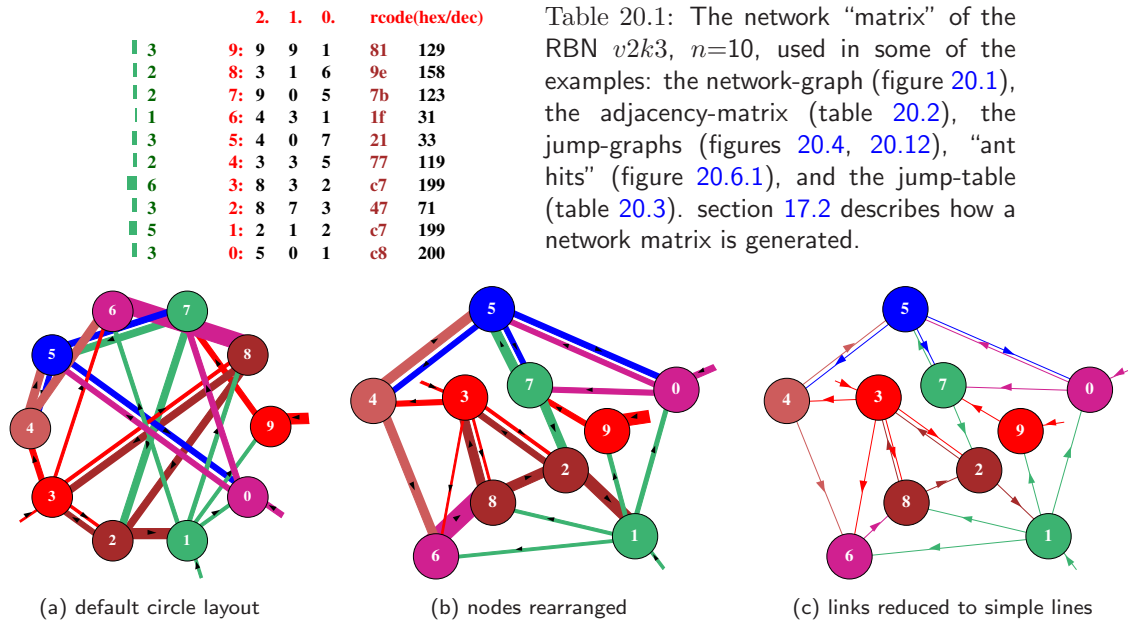 2. 1. 0. rcode(hex/dec)
3 9: 9 9 1 81 129
2 8: 3 1 6 9e 158
2 7: 9 0 5 7b 123
1 6: 4 3 1 1f 31
3 5: 4 0 7 21 33
2 4: 3 3 5 77 119
6 3: 8 3 2 c7 199
3 2: 8 7 3 47 71
5 1: 2 1 2 c7 199
3 0: 5 0 1 c8 200
Table 20.1: The network “matrix” of the
RBN v2k3, n=10, used in some of the
examples: the network-graph (figure 20.1),
the adjacency-matrix (table 20.2), the
jump-graphs (figures 20.4, 20.12), “ant
hits” (figure 20.6.1), and the jump-table
(table 20.3). section 17.2 describes how a
network matrix is generated.
6 7
5 8
4 9
3 0
2 1
(a) default circle layout
5
7 0
4 3
9
2
8
1
6
(b) nodes rearranged
5
7 0
4 3
9
2
8
1
6
(c) links reduced to simple lines